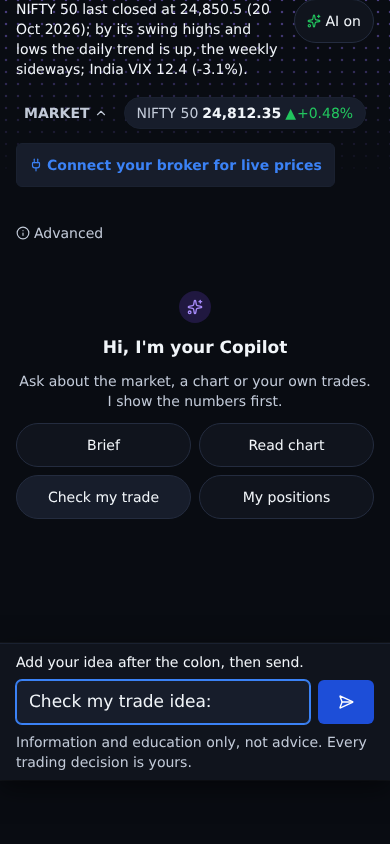 NIFTY 50 last closed at 24,850.5 (20
Oct 2026); by its swing highs and
lows the daily trend is up, the weekly
sideways; India VIX 12.4 (-3.1%).
AI on
MARKET
NIFTY 50 24,812.35 ▲+0.48%
Connect your broker for live prices
Advanced
Hi, I'm your Copilot
Ask about the market, a chart or your own trades.
I show the numbers first.
Brief
Read chart
Check my trade
My positions
Add your idea after the colon, then send.
Check my trade idea:
Information and education only, not advice. Every
trading decision is yours.